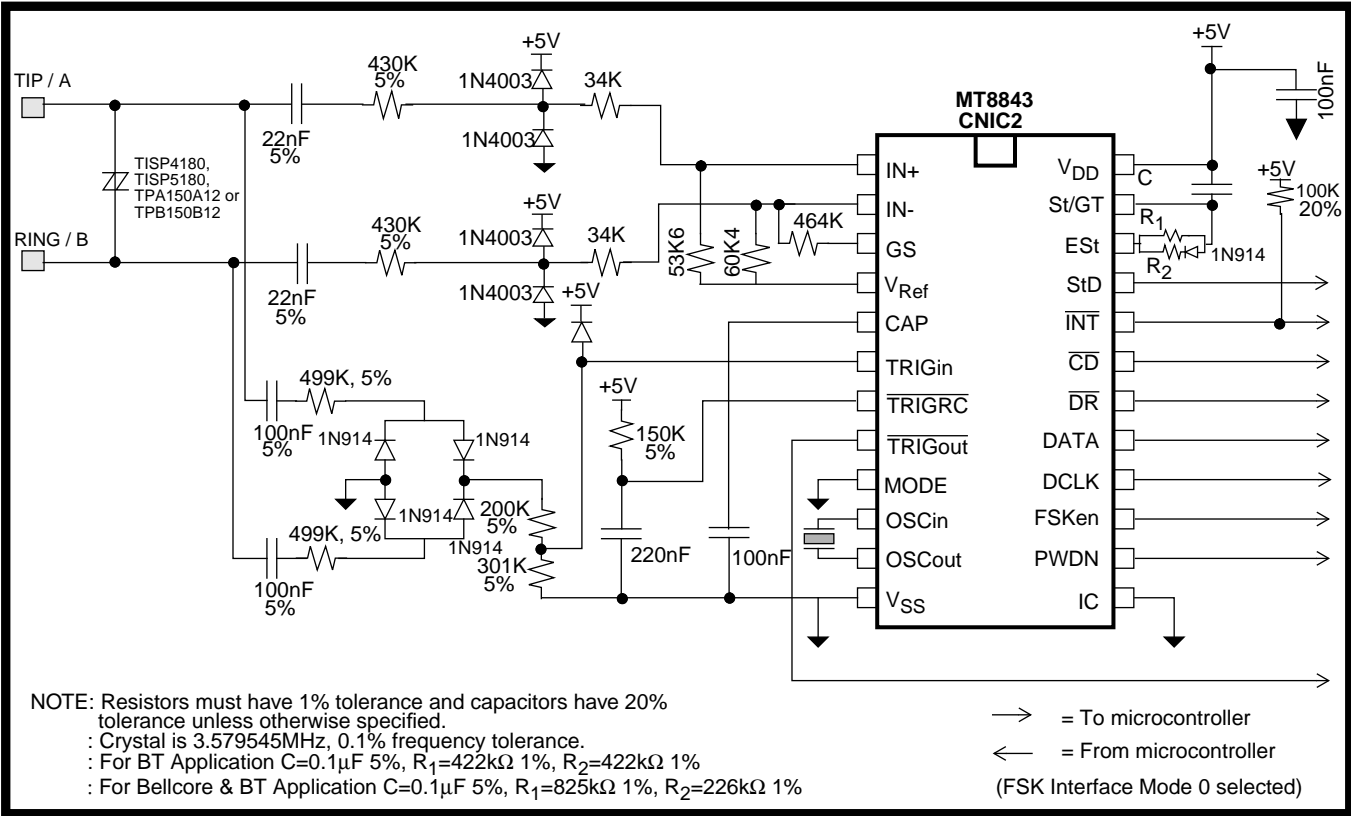 +5V
+5V
TIP / A
430K
5%
1N4003
34K
MT8843
CNIC2
100nF
22nF
5%
1N4003
TISP4180,
TISP5180,
TPA150A12 or
TPB150B12
IN+
VDD
C
+5V
100K
20%
+5V
IN-
St/GT
RING / B
430K
5%
1N4003
34K
464K
R1
53K6
60K4
GS
ESt
1N914
R2
22nF
5%
1N4003
+5V
VRef
StD
CAP
INT
TRIGin
CD
499K, 5%
+5V
TRIGRC
DR
100nF
5%
1N914
1N914
150K
5%
TRIGout
DATA
MODE
DCLK
1N914
200K
5%
OSCin
FSKen
499K, 5%
1N914
301K
5%
220nF
100nF
OSCout
PWDN
100nF
5%
VSS
IC
NOTE: Resistors must have 1% tolerance and capacitors have 20%
tolerance unless otherwise specified.
: Crystal is 3.579545MHz, 0.1% frequency tolerance.
: For BT Application C=0.1µF 5%, R1=422kΩ 1%, R2=422kΩ 1%
: For Bellcore & BT Application C=0.1µF 5%, R1=825kΩ 1%, R2=226kΩ 1%
= To microcontroller
= From microcontroller
(FSK Interface Mode 0 selected)